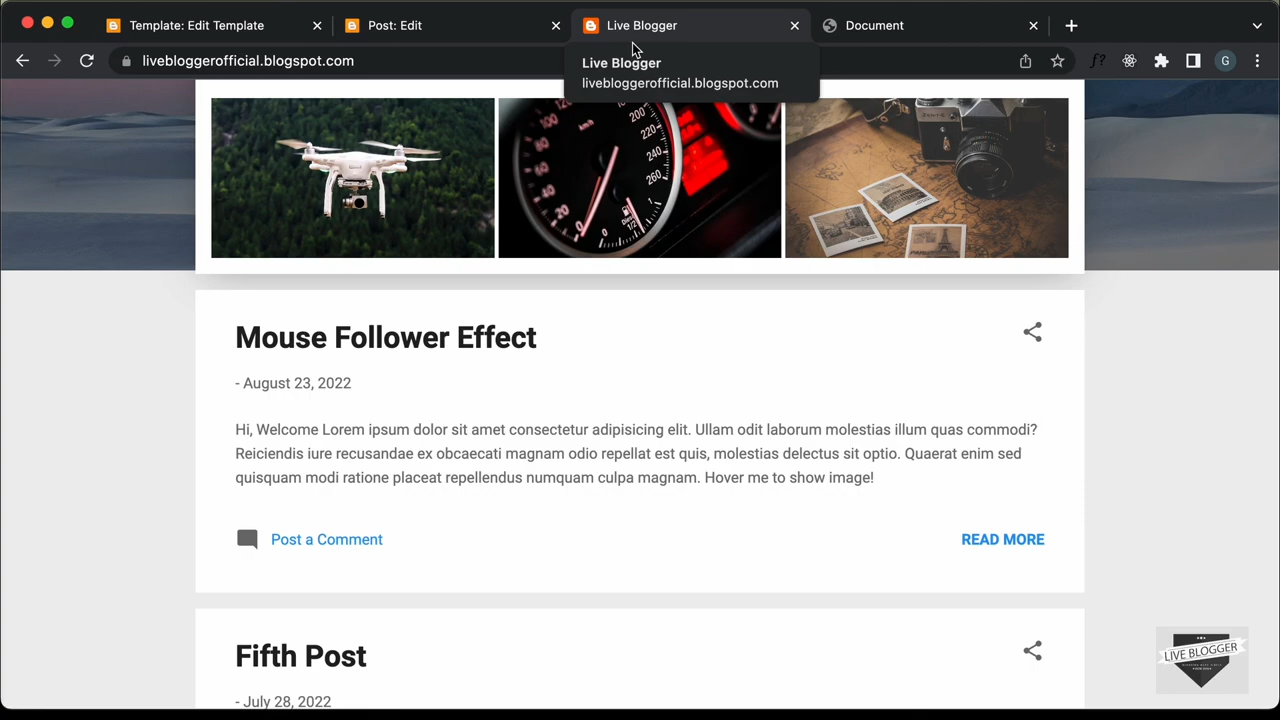 Template: Edit Template
Post: Edit
Live Blogger
Document
livebloggerofficial.blogspot.com
Live Blogger
livebloggerofficial.blogspot.com
f?
G
Mouse Follower Effect
- August 23, 2022
Hi, Welcome Lorem ipsum dolor sit amet consectetur adipisicing elit. Ullam odit laborum molestias illum quas commodi?
Reiciendis iure recusandae ex obcaecati magnam odio repellat est quis, molestias delectus sit optio. Quaerat enim sed
quisquam modi ratione placeat repellendus numquam culpa magnam. Hover me to show image!
Post a Comment
READ MORE
Fifth Post
- July 28, 2022
LIVE BLOGGER